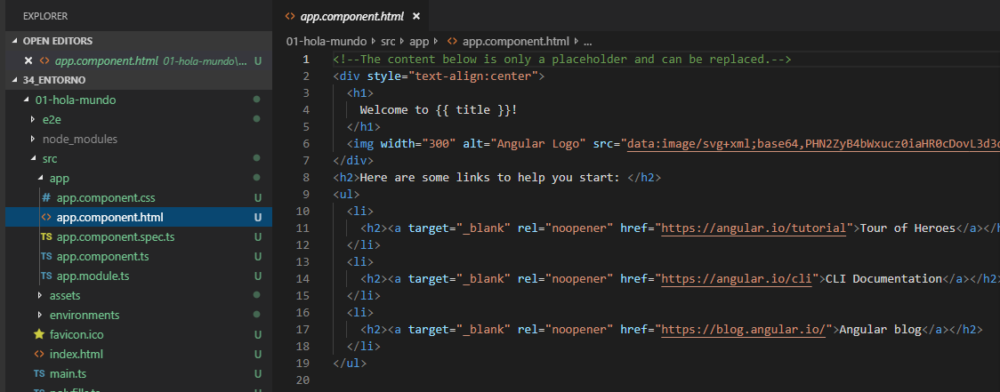 EXPLORER
OPEN EDITORS
app.component.html 01-hola-mundo\... U
34_ENTORNO
01-hola-mundo
e2e
node_modules
src
app
# app.component.css U
<> app.component.html U
TS app.component.spec.ts U
TS app.component.ts U
TS app.module.ts U
assets
environments
favicon.ico U
<> index.html U
TS main.ts U
<> app.component.html ×
01-hola-mundo ▸ src ▸ app ▸ <> app.component.html ▸ ...
1 <!--The content below is only a placeholder and can be replaced.-->
2 <div style="text-align:center">
3 <h1>
4 Welcome to {{ title }}!
5 </h1>
6 <img width="300" alt="Angular Logo" src="data:image/svg+xml;base64,PHN2ZyB4bWxucz0iaHR0cDovL3d3d
7 </div>
8 <h2>Here are some links to help you start: </h2>
9 <ul>
10 <li>
11 <h2><a target="_blank" rel="noopener" href="https://angular.io/tutorial">Tour of Heroes</a></h
12 </li>
13 <li>
14 <h2><a target="_blank" rel="noopener" href="https://angular.io/cli">CLI Documentation</a></h2
15 </li>
16 <li>
17 <h2><a target="_blank" rel="noopener" href="https://blog.angular.io/">Angular blog</a></h2>
18 </li>
19 </ul>
20